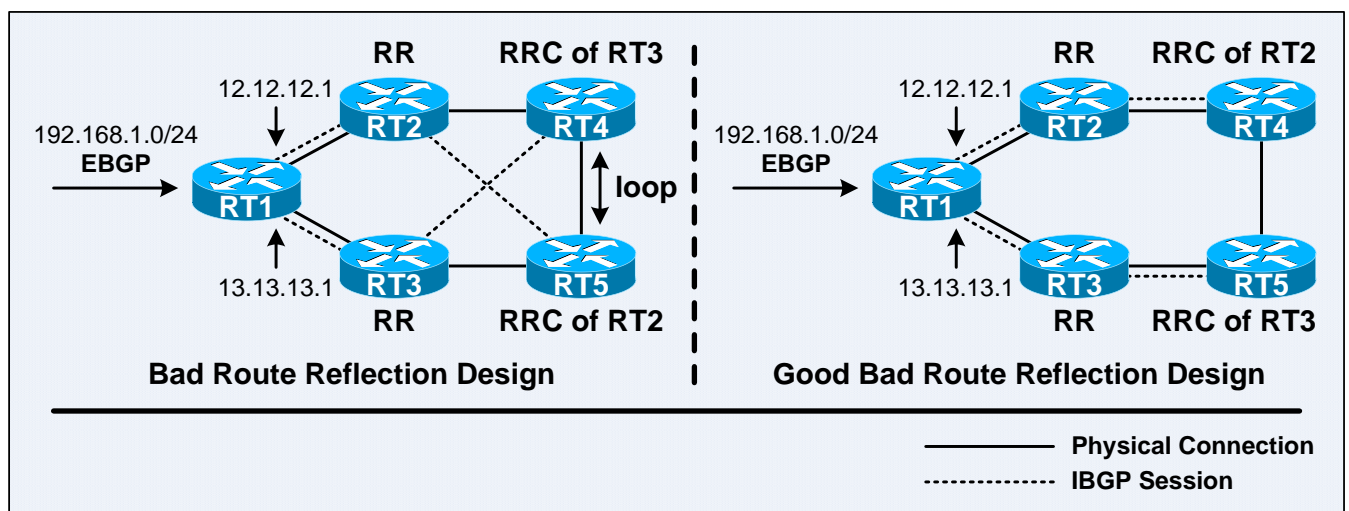 RR
RRC of RT3
12.12.12.1
RT2
RT4
192.168.1.0/24
EBGP
RT1
loop
13.13.13.1
RT3
RT5
RR
RRC of RT2
Bad Route Reflection Design
RR
RRC of RT2
12.12.12.1
RT2
RT4
192.168.1.0/24
EBGP
RT1
13.13.13.1
RT3
RT5
RR
RRC of RT3
Good Bad Route Reflection Design
Physical Connection
IBGP Session